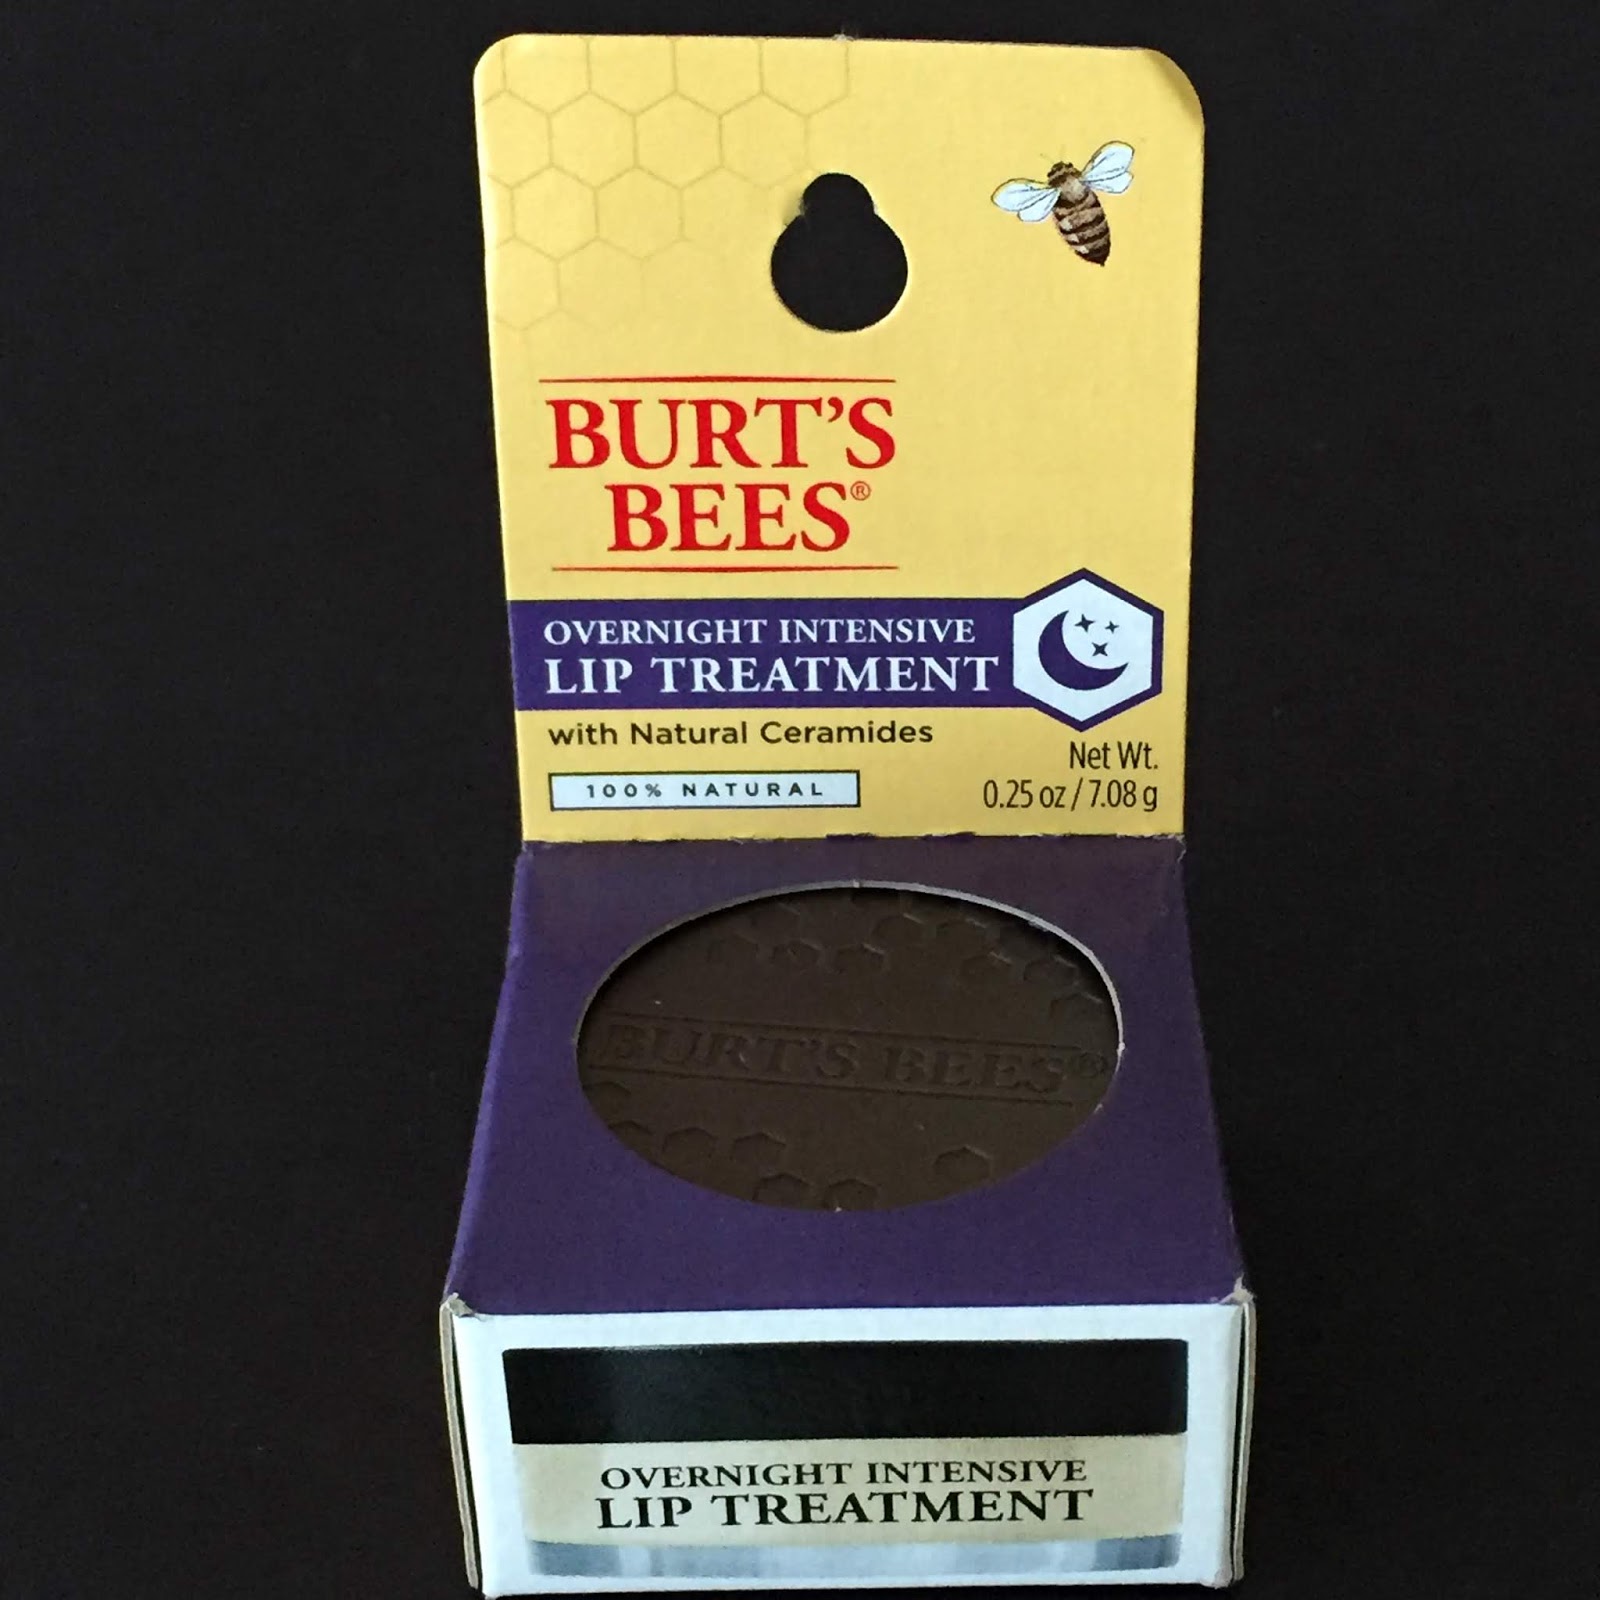 BURT'S
BEES®
OVERNIGHT INTENSIVE
LIP TREATMENT
with Natural Ceramides
100% NATURAL
Net Wt.
0.25 oz / 7.08 g
BURT'S BEES®
OVERNIGHT INTENSIVE
LIP TREATMENT